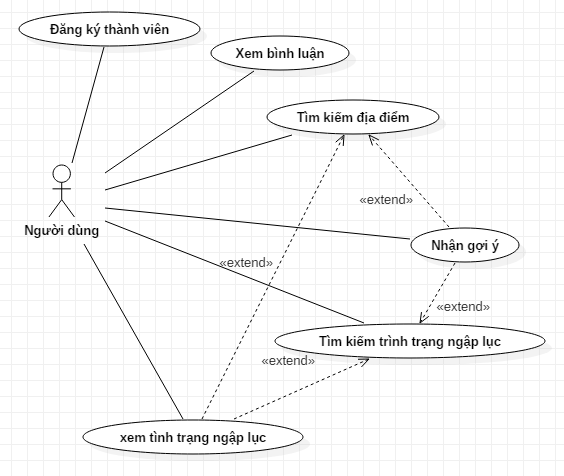 Đăng ký thành viên
Xem bình luận
Tìm kiếm địa điểm
«extend»
Người dùng
Nhận gợi ý
«extend»
«extend»
Tìm kiếm trình trạng ngập lục
«extend»
xem tình trạng ngập lục